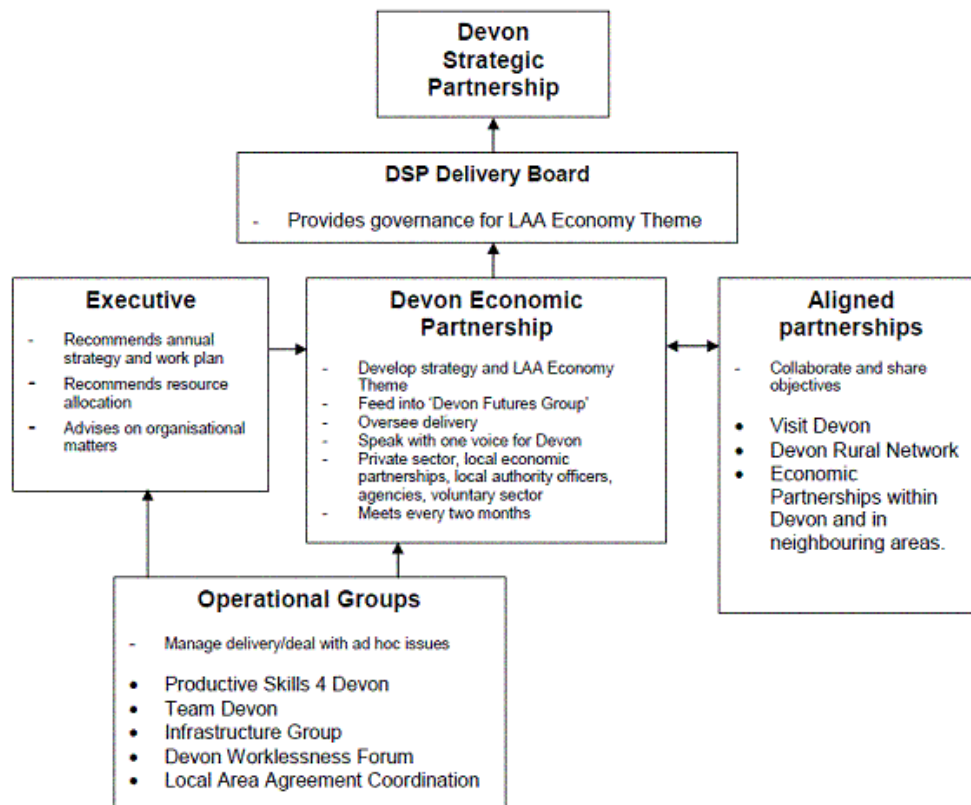 Devon
Strategic
Partnership
DSP Delivery Board
- Provides governance for LAA Economy Theme
Executive
- Recommends annual
strategy and work plan
- Recommends resource
allocation
- Advises on organisational
matters
Devon Economic
Partnership
- Develop strategy and LAA Economy
Theme
- Feed into ‘Devon Futures Group’
- Oversee delivery
- Speak with one voice for Devon
- Private sector, local economic
partnerships, local authority officers,
agencies, voluntary sector
- Meets every two months
Aligned
partnerships
- Collaborate and share
objectives
• Visit Devon
• Devon Rural Network
• Economic
Partnerships within
Devon and in
neighbouring areas.
Operational Groups
- Manage delivery/deal with ad hoc issues
• Productive Skills 4 Devon
• Team Devon
• Infrastructure Group
• Devon Worklessness Forum
• Local Area Agreement Coordination